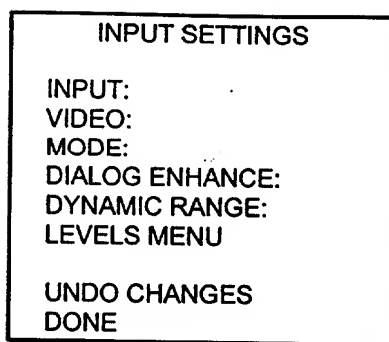 INPUT SETTINGS
INPUT:
VIDEO:
MODE:
DIALOG ENHANCE:
DYNAMIC RANGE:
LEVELS MENU
UNDO CHANGES
DONE